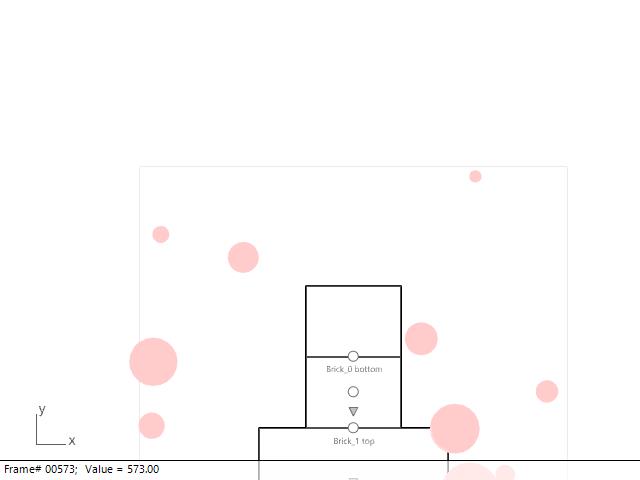 Brick_0 bottom
y
x
Brick_1 top
Frame# 00573;  Value = 573.00